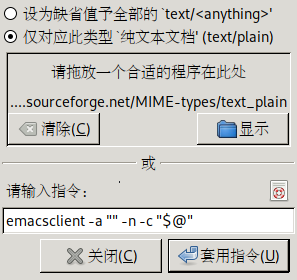 设为缺省值予全部的 `text/<anything>'
仅对应此类型 `纯文本文档' (text/plain)
请拖放一个合适的程序在此处
....sourceforge.net/MIME-types/text_plain
清除(C) 显示
或
请输入指令：
emacsclient -a "" -n -c "$@"
关闭(C) 套用指令(U)